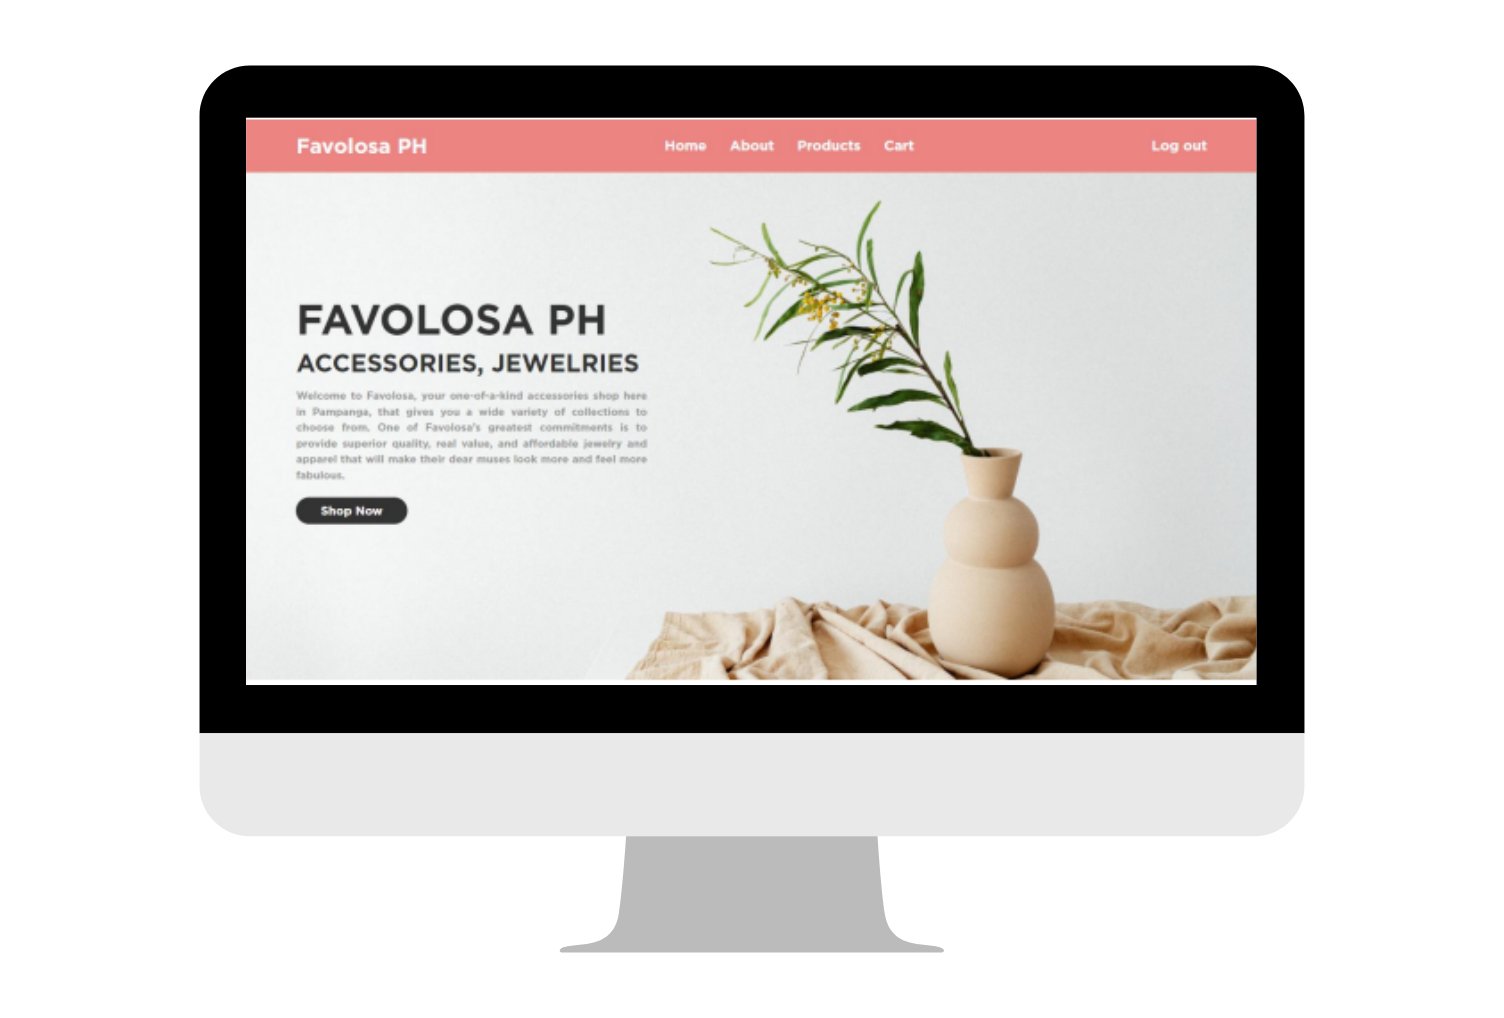 Favolosa PH Home About Products Cart Log out
FAVOLOSA PH
ACCESSORIES, JEWELRIES
Welcome to Favolosa, your one-of-a-kind accessories shop here
in Pampanga, that gives you a wide variety of collections to
choose from. One of Favolosa's greatest commitments is to
provide superior quality, real value, and affordable jewelry and
apparel that will make their dear muses look more and feel more
fabulous.
Shop Now